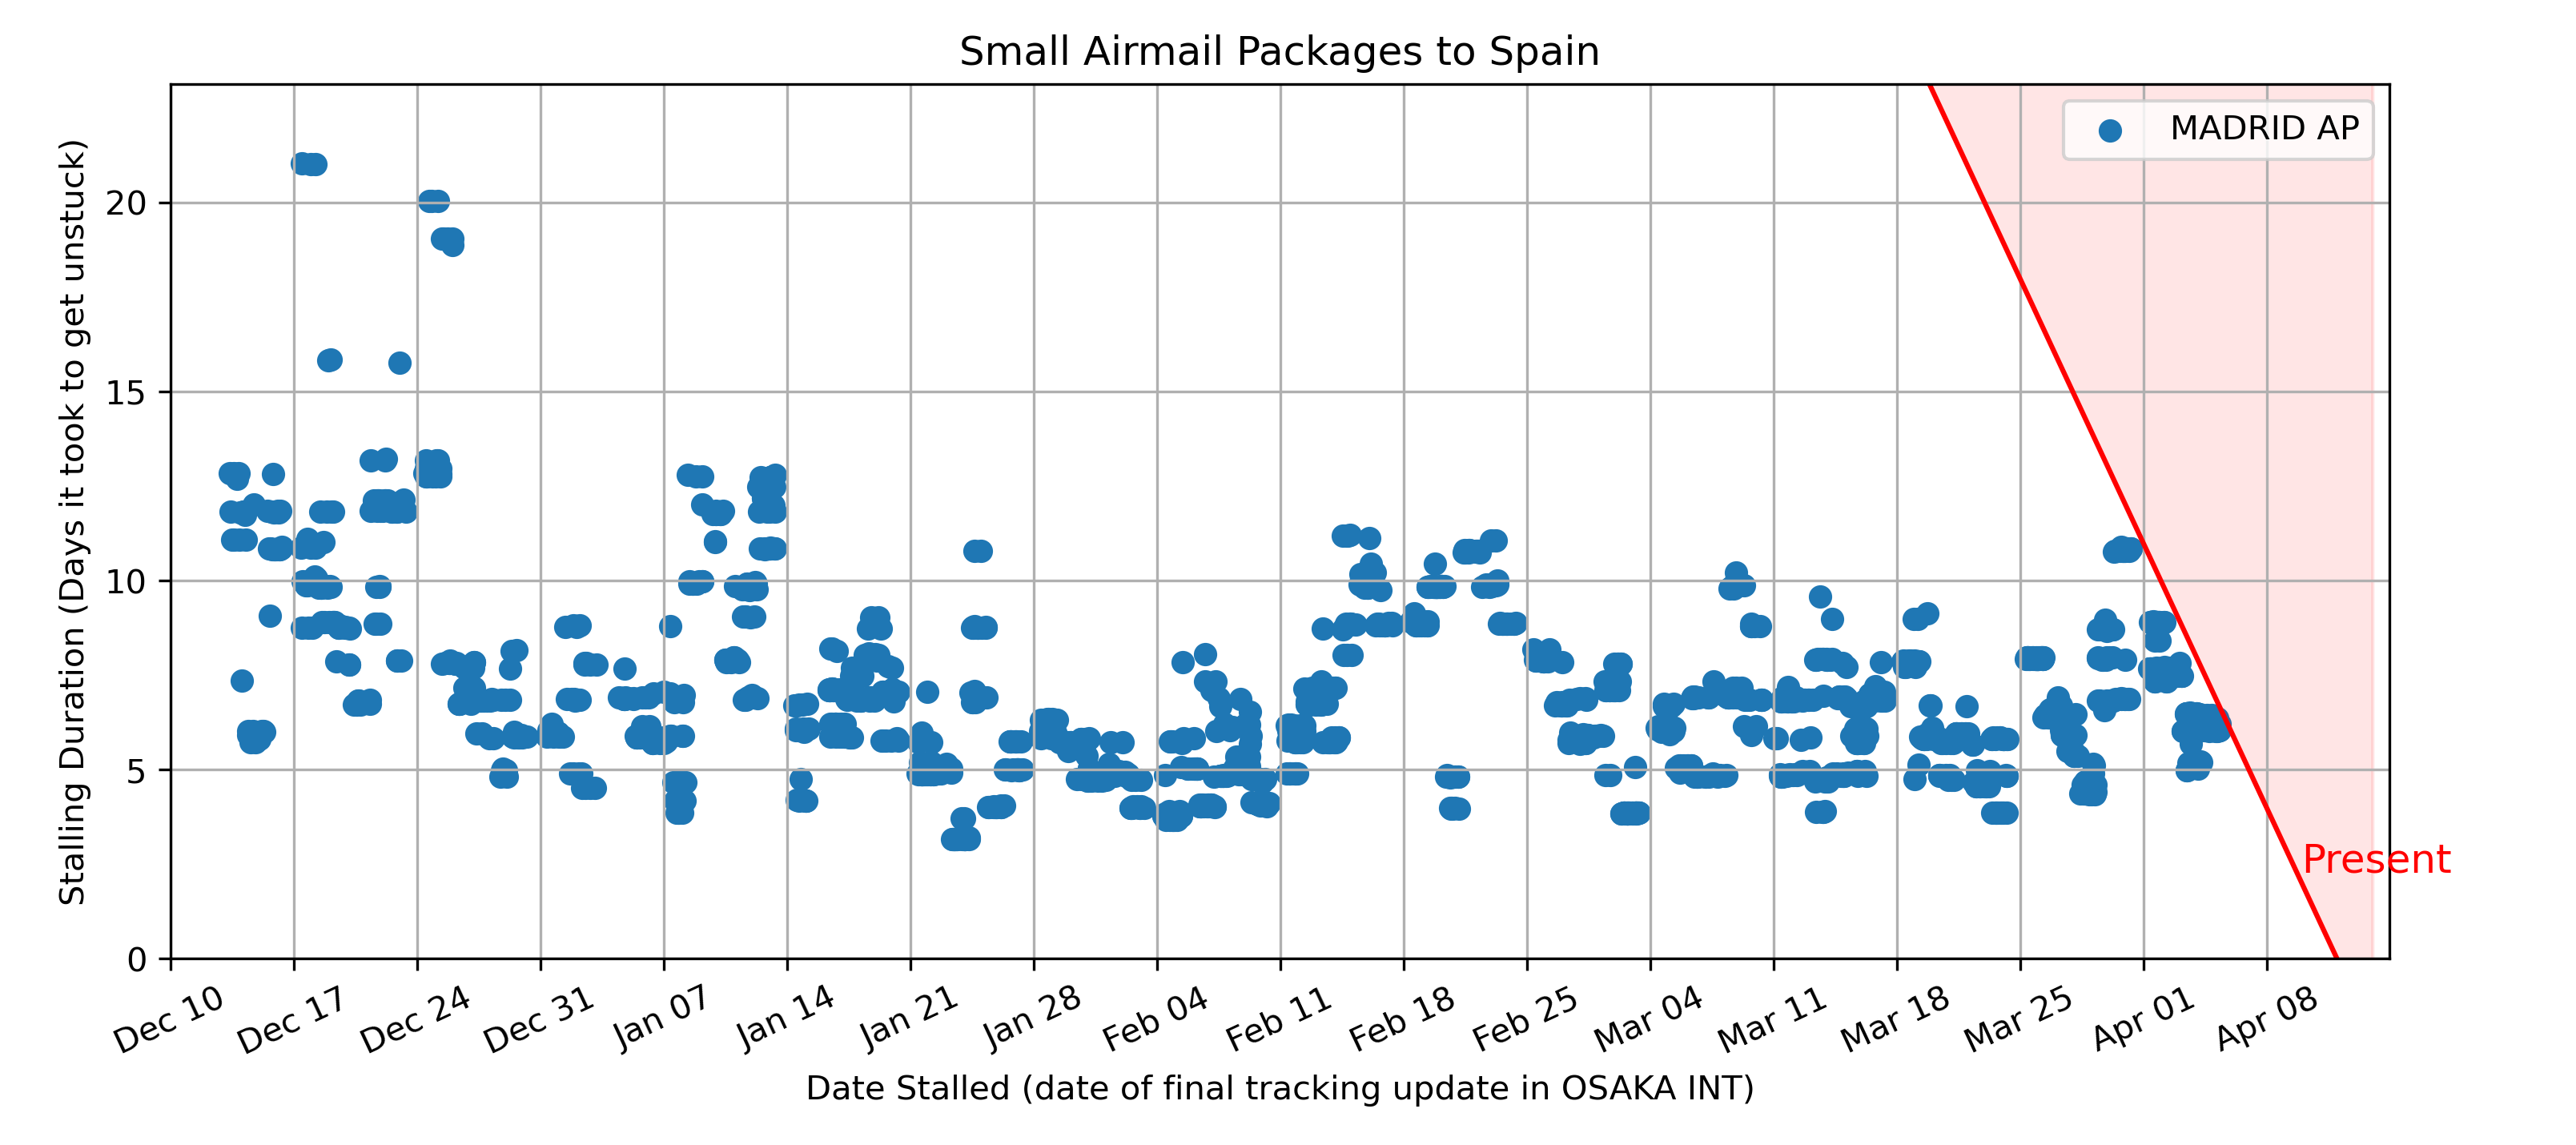 Small Airmail Packages to Spain
MADRID AP
Stalling Duration (Days it took to get unstuck)
20
15
10
5
0
Present
Dec 10 Dec 17 Dec 24 Dec 31 Jan 07 Jan 14 Jan 21 Jan 28 Feb 04 Feb 11 Feb 18 Feb 25 Mar 04 Mar 11 Mar 18 Mar 25 Apr 01 Apr 08
Date Stalled (date of final tracking update in OSAKA INT)